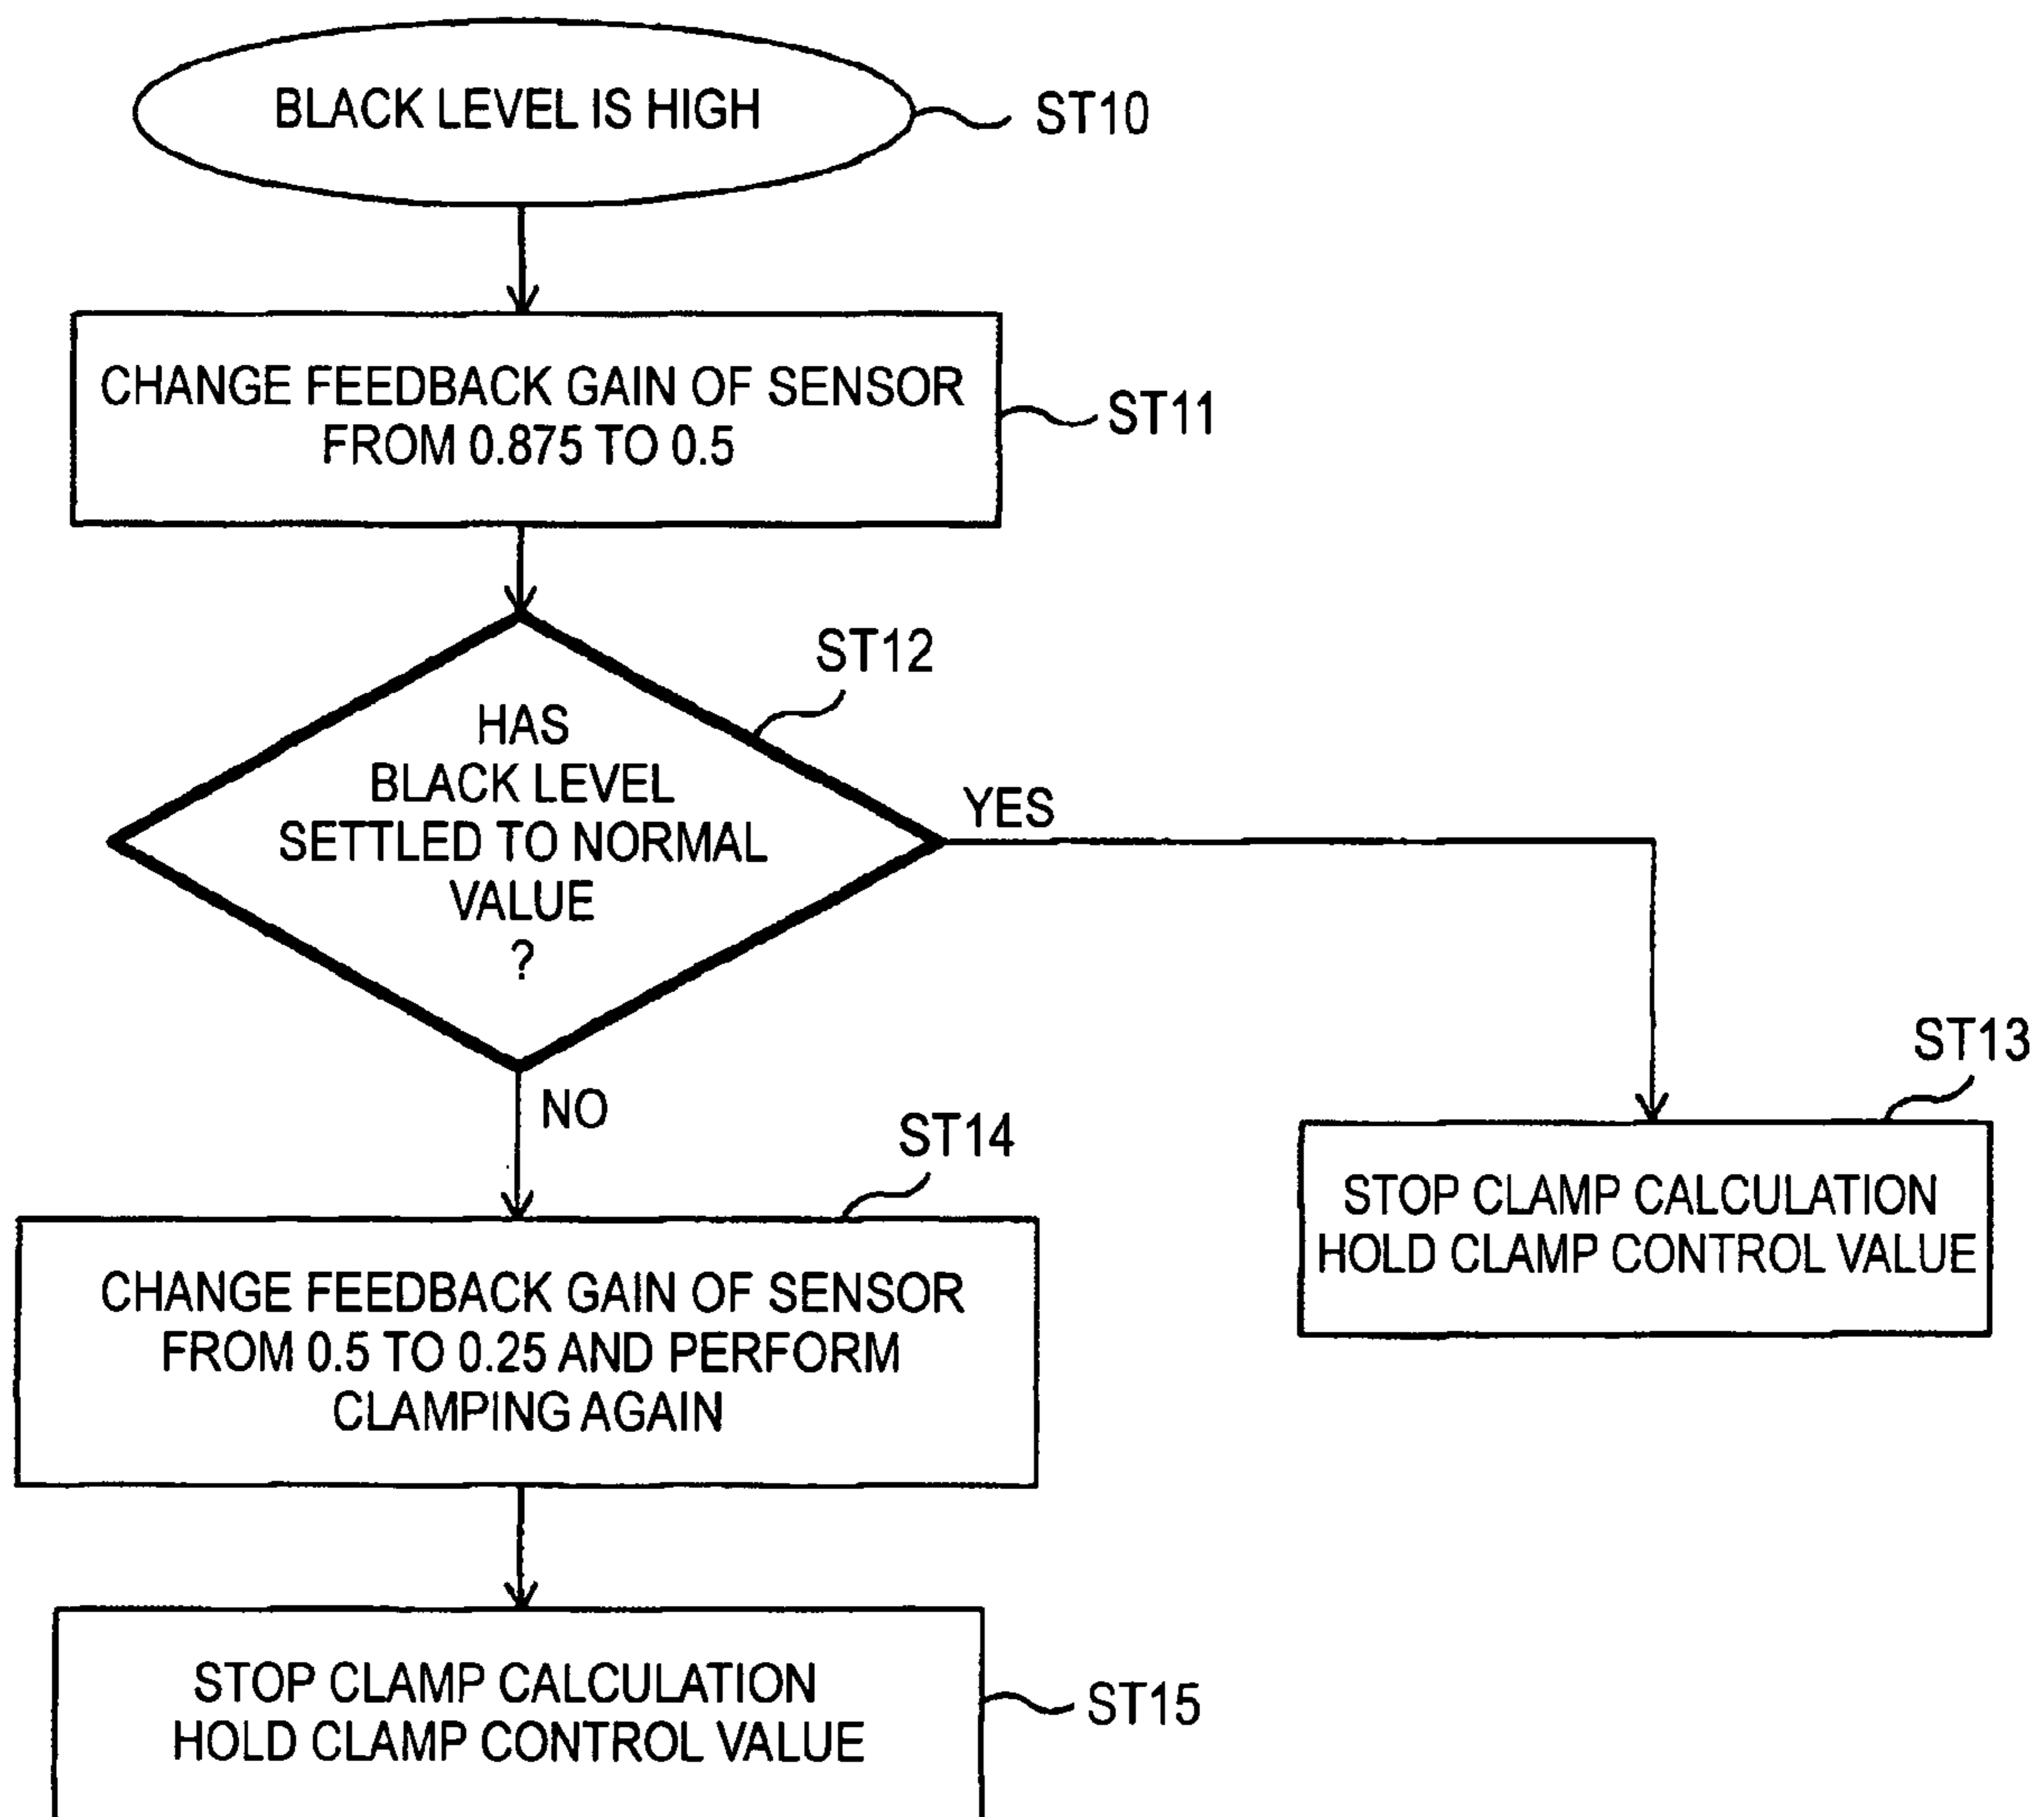 BLACK LEVEL IS HIGH
ST10
CHANGE FEEDBACK GAIN OF SENSOR
FROM 0.875 TO 0.5
ST11
ST12
HAS
BLACK LEVEL
SETTLED TO NORMAL
VALUE
?
YES
NO
ST13
STOP CLAMP CALCULATION
HOLD CLAMP CONTROL VALUE
ST14
CHANGE FEEDBACK GAIN OF SENSOR
FROM 0.5 TO 0.25 AND PERFORM
CLAMPING AGAIN
STOP CLAMP CALCULATION
HOLD CLAMP CONTROL VALUE
ST15